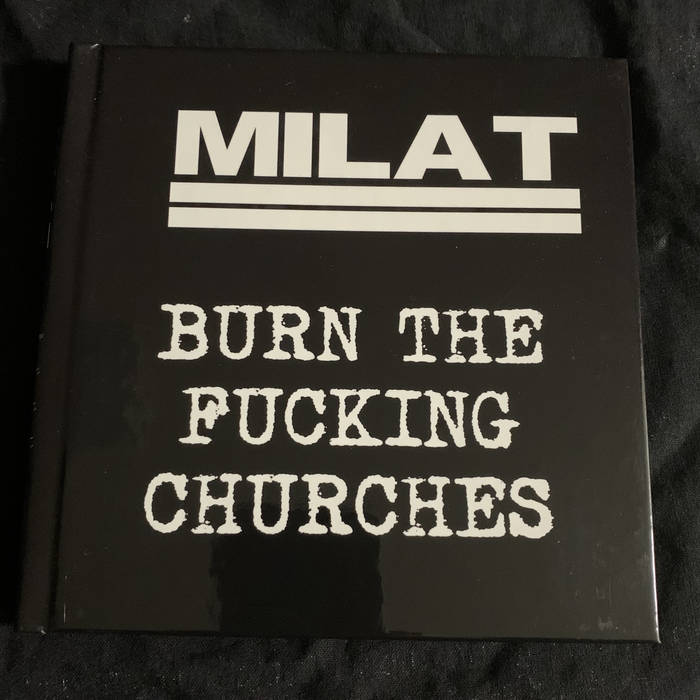 MILAT
BURN THE
FUCKING
CHURCHES